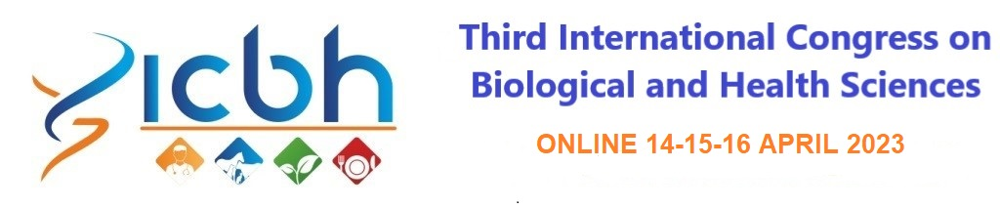 icbh
Third International Congress on
Biological and Health Sciences
ONLINE 14-15-16 APRIL 2023